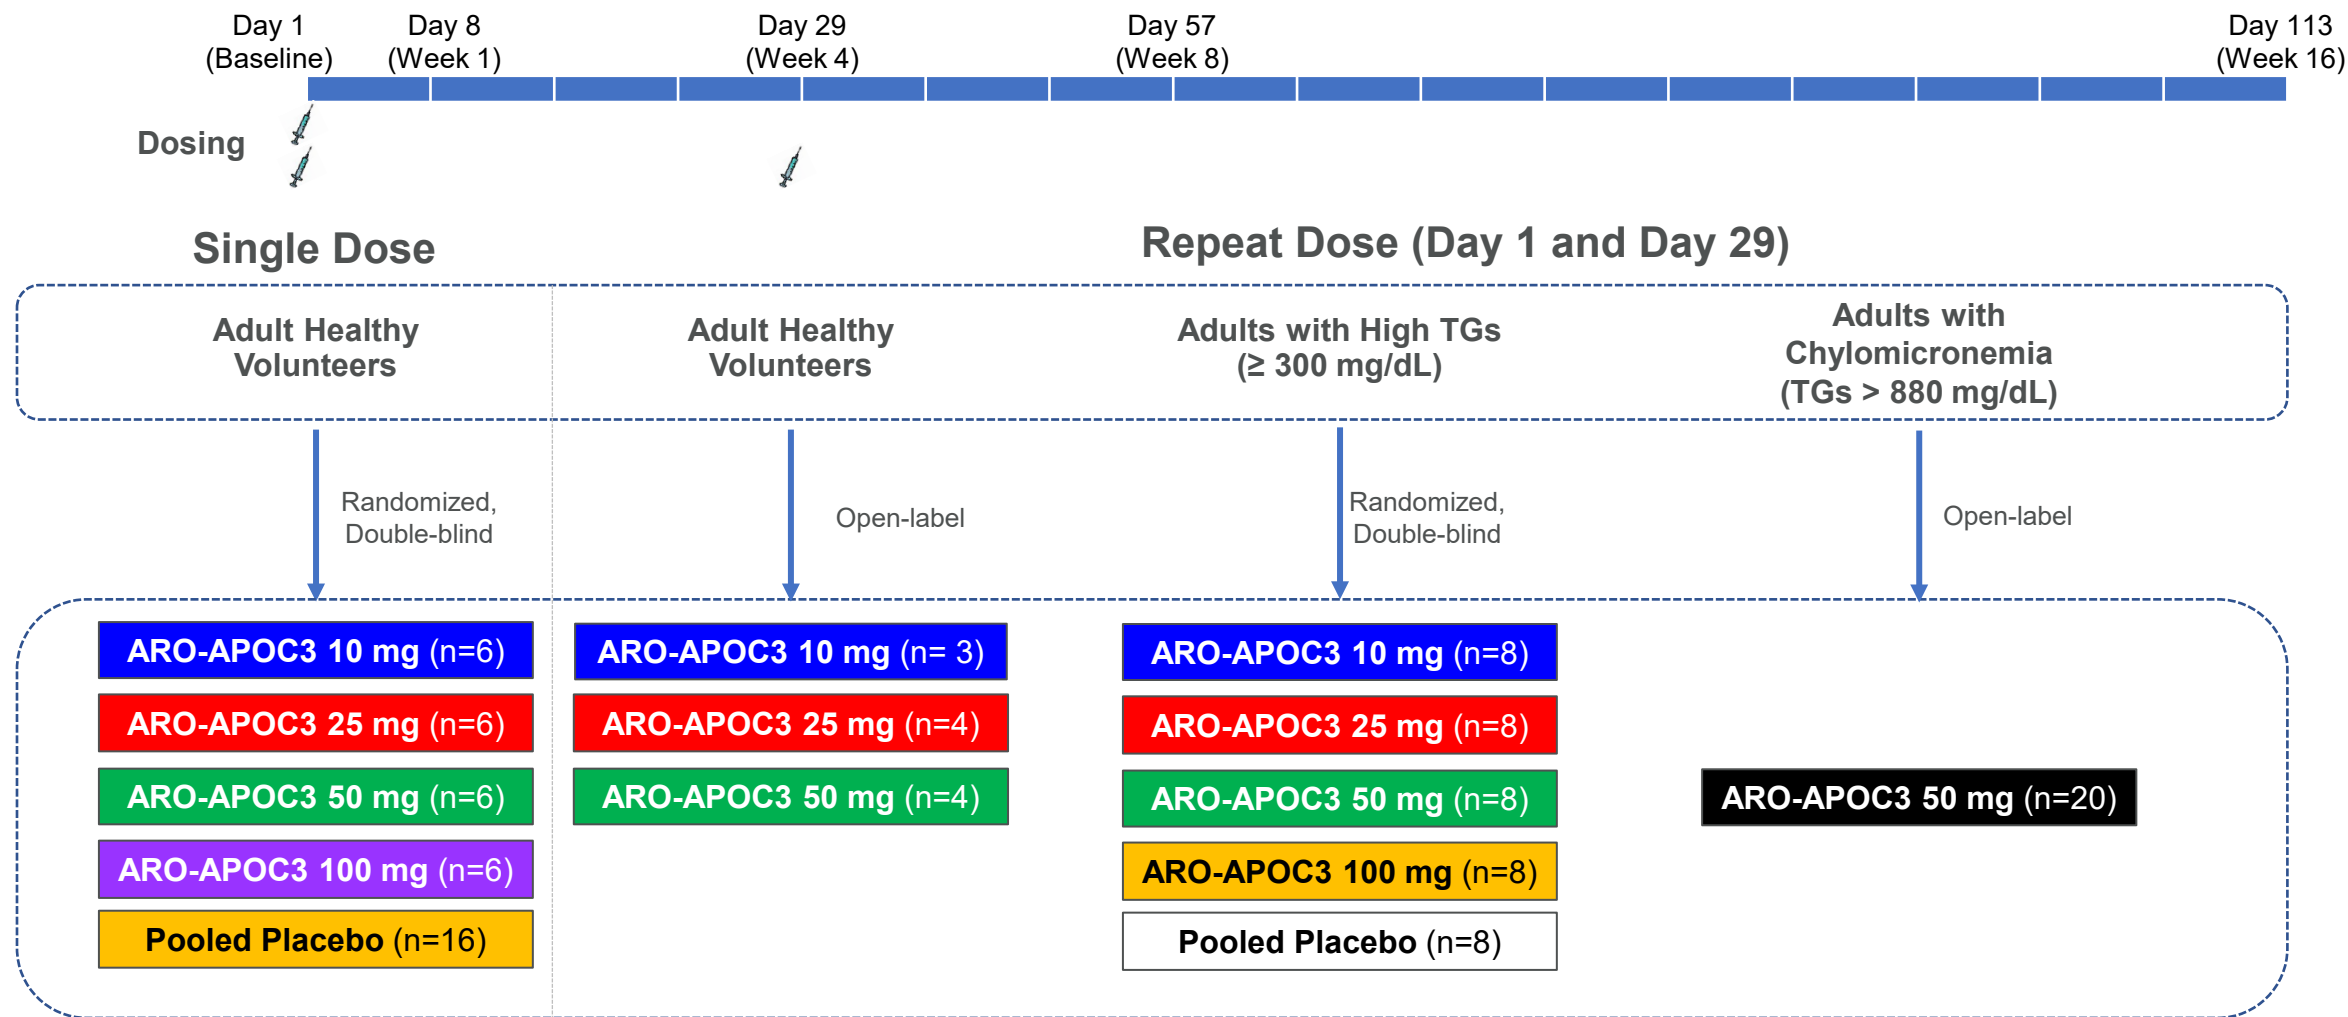 Day 1
(Baseline)
Day 8
(Week 1)
Day 29
(Week 4)
Day 57
(Week 8)
Day 113
(Week 16)
Dosing
Single Dose
Repeat Dose (Day 1 and Day 29)
Adult Healthy
Volunteers
Adult Healthy
Volunteers
Adults with High TGs
(≥ 300 mg/dL)
Adults with
Chylomicronemia
(TGs > 880 mg/dL)
Randomized,
Double-blind
Open-label
Randomized,
Double-blind
Open-label
ARO-APOC3 10 mg (n=6)
ARO-APOC3 25 mg (n=6)
ARO-APOC3 50 mg (n=6)
ARO-APOC3 100 mg (n=6)
Pooled Placebo (n=16)
ARO-APOC3 10 mg (n= 3)
ARO-APOC3 25 mg (n=4)
ARO-APOC3 50 mg (n=4)
ARO-APOC3 10 mg (n=8)
ARO-APOC3 25 mg (n=8)
ARO-APOC3 50 mg (n=8)
ARO-APOC3 100 mg (n=8)
Pooled Placebo (n=8)
ARO-APOC3 50 mg (n=20)